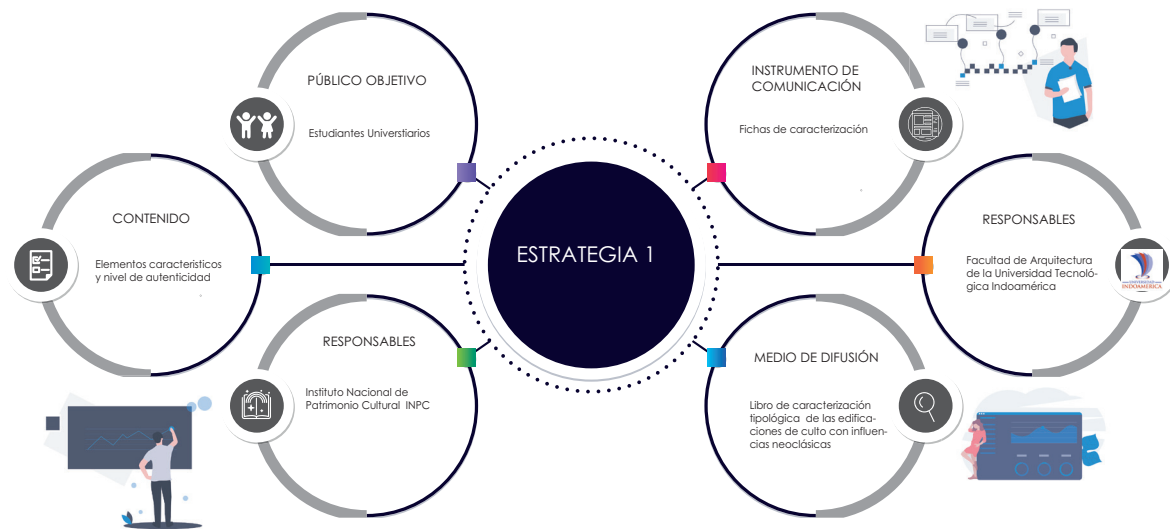 PÚBLICO OBJETIVO
Estudiantes Universtiarios
INSTRUMENTO DE
COMUNICACIÓN
Fichas de caracterización
CONTENIDO
Elementos caracteristicos
y nivel de autenticidad
ESTRATEGIA 1
RESPONSABLES
Facultad de Arquitectura
de la Universidad Tecnoló-
gica Indoamérica
INDOAMÉRICA
RESPONSABLES
Instituto Nacional de
Patrimonio Cultural INPC
MEDIO DE DIFUSIÓN
Libro de caracterización
tipológica de las edifica-
ciones de culto con influen-
cias neoclásicas